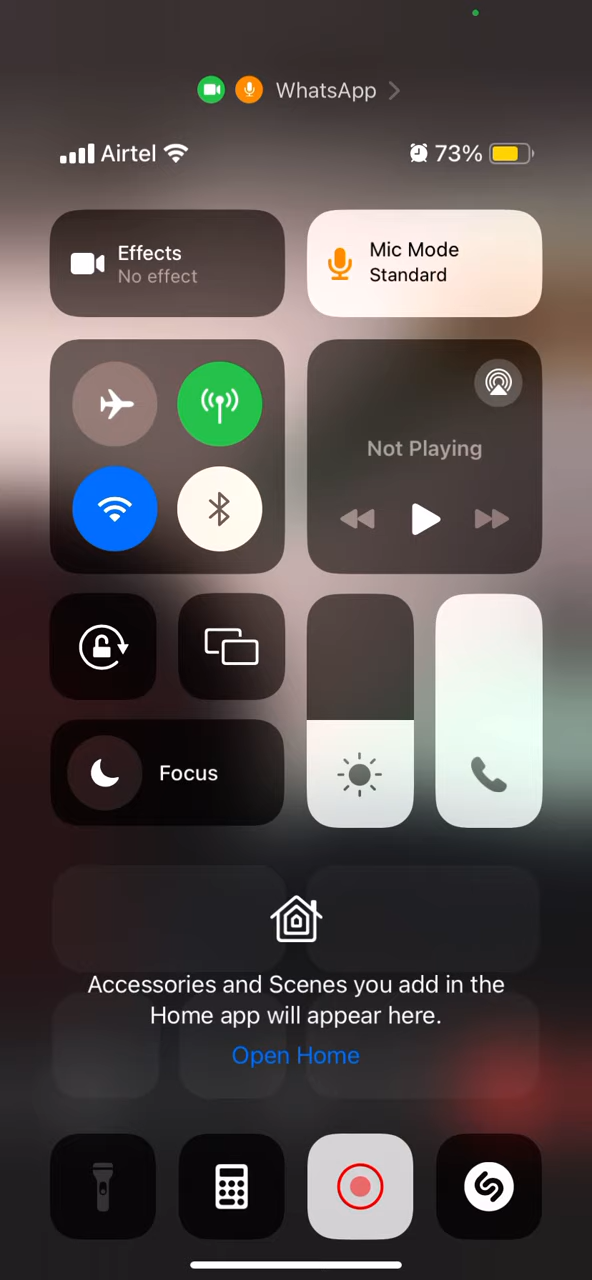 WhatsApp
Airtel
73%
Effects
No effect
Mic Mode
Standard
Not Playing
Focus
Accessories and Scenes you add in the
Home app will appear here.
Open Home